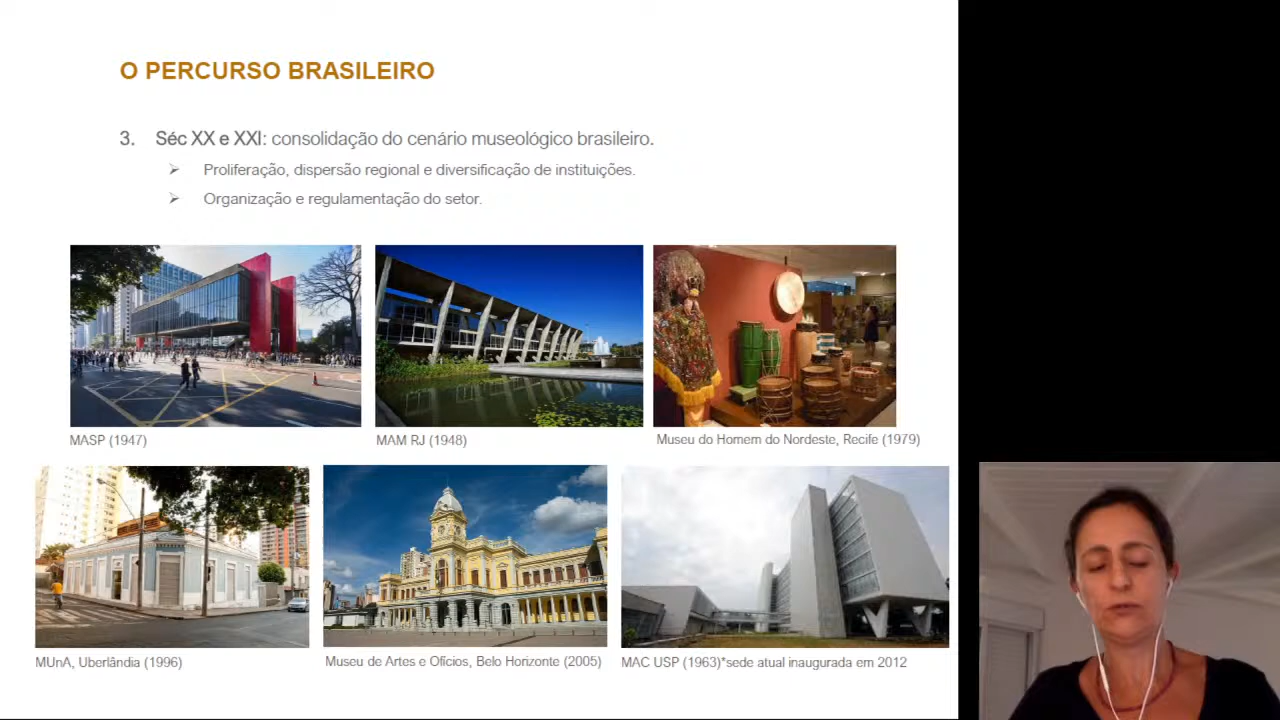 O PERCURSO BRASILEIRO
3. Séc XX e XXI: consolidação do cenário museológico brasileiro.
Proliferação, dispersão regional e diversificação de instituições.
Organização e regulamentação do setor.
MASP (1947)
MAM RJ (1948)
Museu do Homem do Nordeste, Recife (1979)
MUnA, Uberlândia (1996)
Museu de Artes e Ofícios, Belo Horizonte (2005)
MAC USP (1963)*sede atual inaugurada em 2012